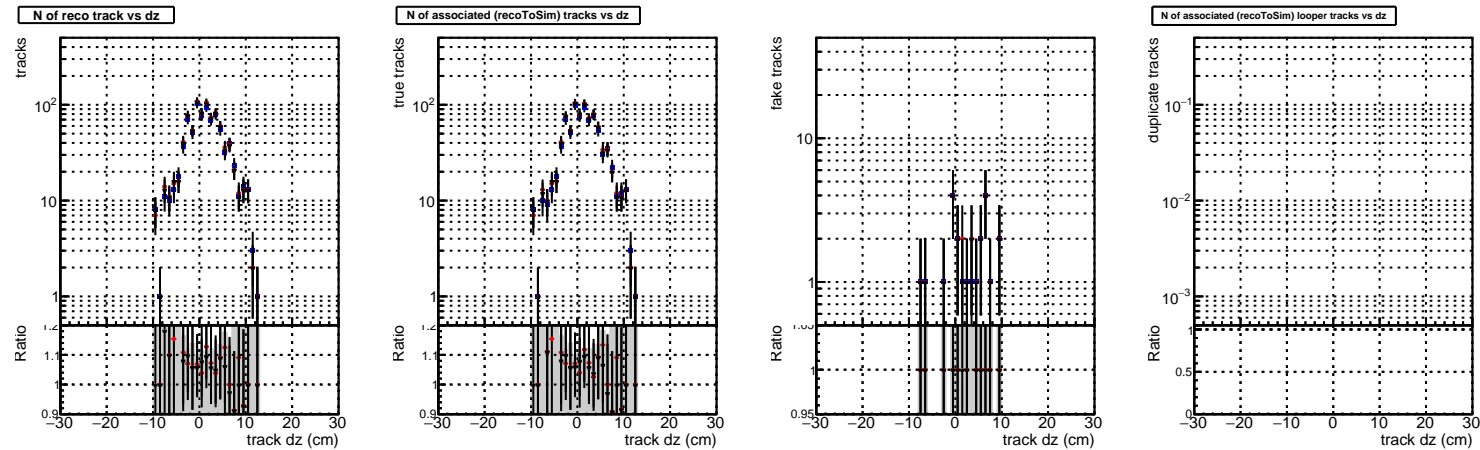 N of reco track vs dz
N of associated (recoToSim) tracks vs dz
N of associated (recoToSim) looper tracks vs dz
tracks
10²
10
1
Ratio
1.2
1.1
1
0.9
−30 −20 −10 0 10 20 30
track dz (cm)
true tracks
10²
10
1
Ratio
1.2
1.1
1
0.9
−30 −20 −10 0 10 20 30
track dz (cm)
fake tracks
10
1
Ratio
1
0.95
−30 −20 −10 0 10 20 30
track dz (cm)
duplicate tracks
10⁻¹
10⁻²
10⁻³
Ratio
1
0.5
0
−30 −20 −10 0 10 20 30
track dz (cm)